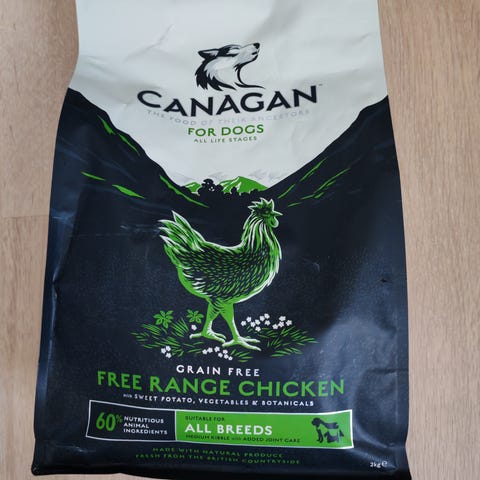 CANAGAN™
THE FOOD OF THEIR ANCESTORS
FOR DOGS
ALL LIFE STAGES
GRAIN FREE
FREE RANGE CHICKEN
with SWEET POTATO, VEGETABLES & BOTANICALS
60% NUTRITIOUS
ANIMAL
INGREDIENTS
SUITABLE FOR
ALL BREEDS
MEDIUM KIBBLE with ADDED JOINT CARE
MADE WITH NATURAL PRODUCE
FRESH FROM THE BRITISH COUNTRYSIDE
2kg e